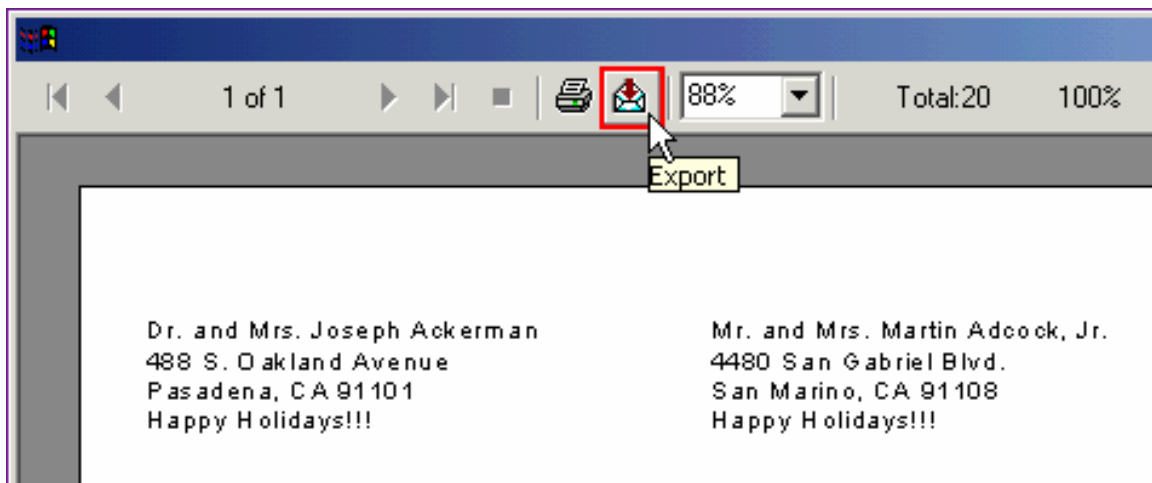 1 of 1 88% Total:20 100%
Export
Dr. and Mrs. Joseph Ackerman
488 S. Oakland Avenue
Pasadena, CA 91101
Happy Holidays!!!
Mr. and Mrs. Martin Adcock, Jr.
4480 San Gabriel Blvd.
San Marino, CA 91108
Happy Holidays!!!